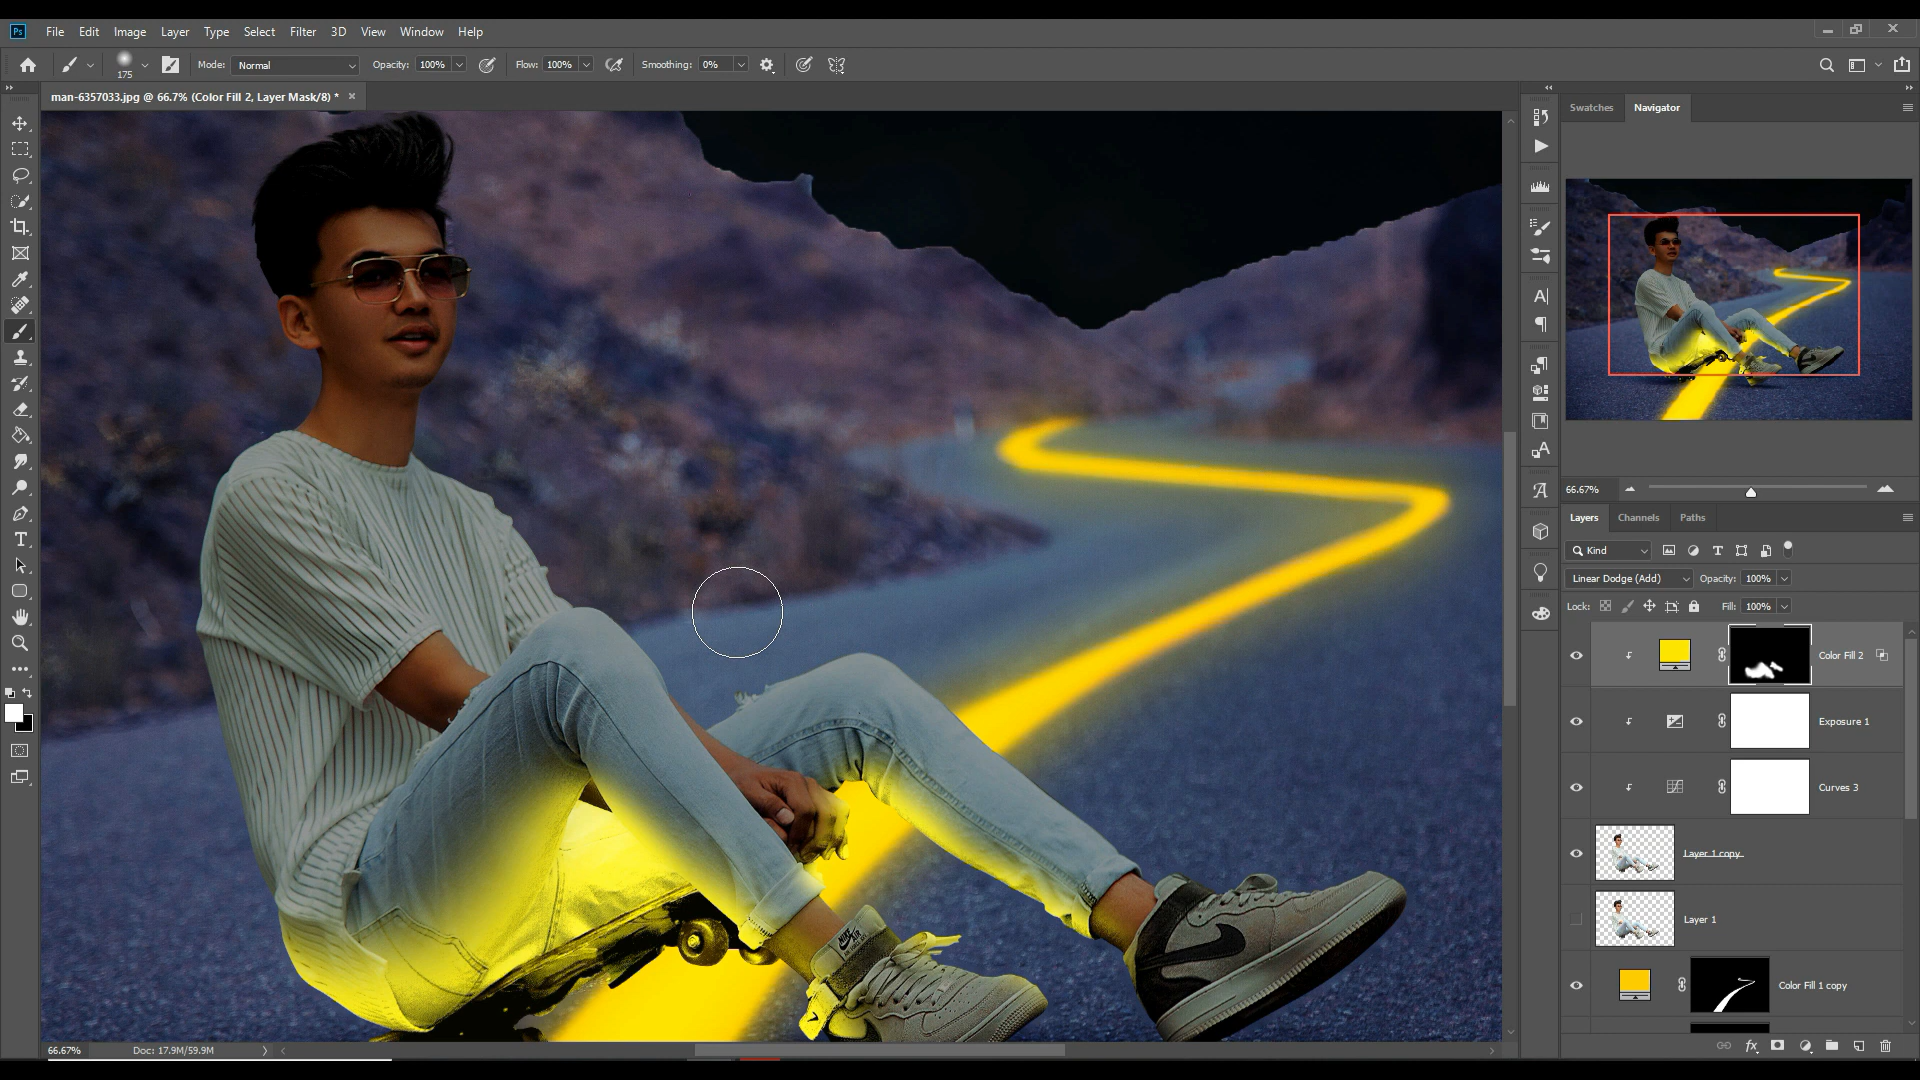 Ps File Edit Image Layer Type Select Filter 3D View Window Help
175 Mode: Normal Opacity: 100% Flow: 100% Smoothing: 0%
man-6357033.jpg @ 66.7% (Color Fill 2, Layer Mask/8) * ×
Swatches Navigator
66.67%
Layers Channels Paths
Kind
Linear Dodge (Add) Opacity: 100%
Lock: Fill: 100%
Color Fill 2
Exposure 1
Curves 3
Layer 1 copy
Layer 1
Color Fill 1 copy
NIKE
AIR
66.67% Doc: 17.9M/59.9M